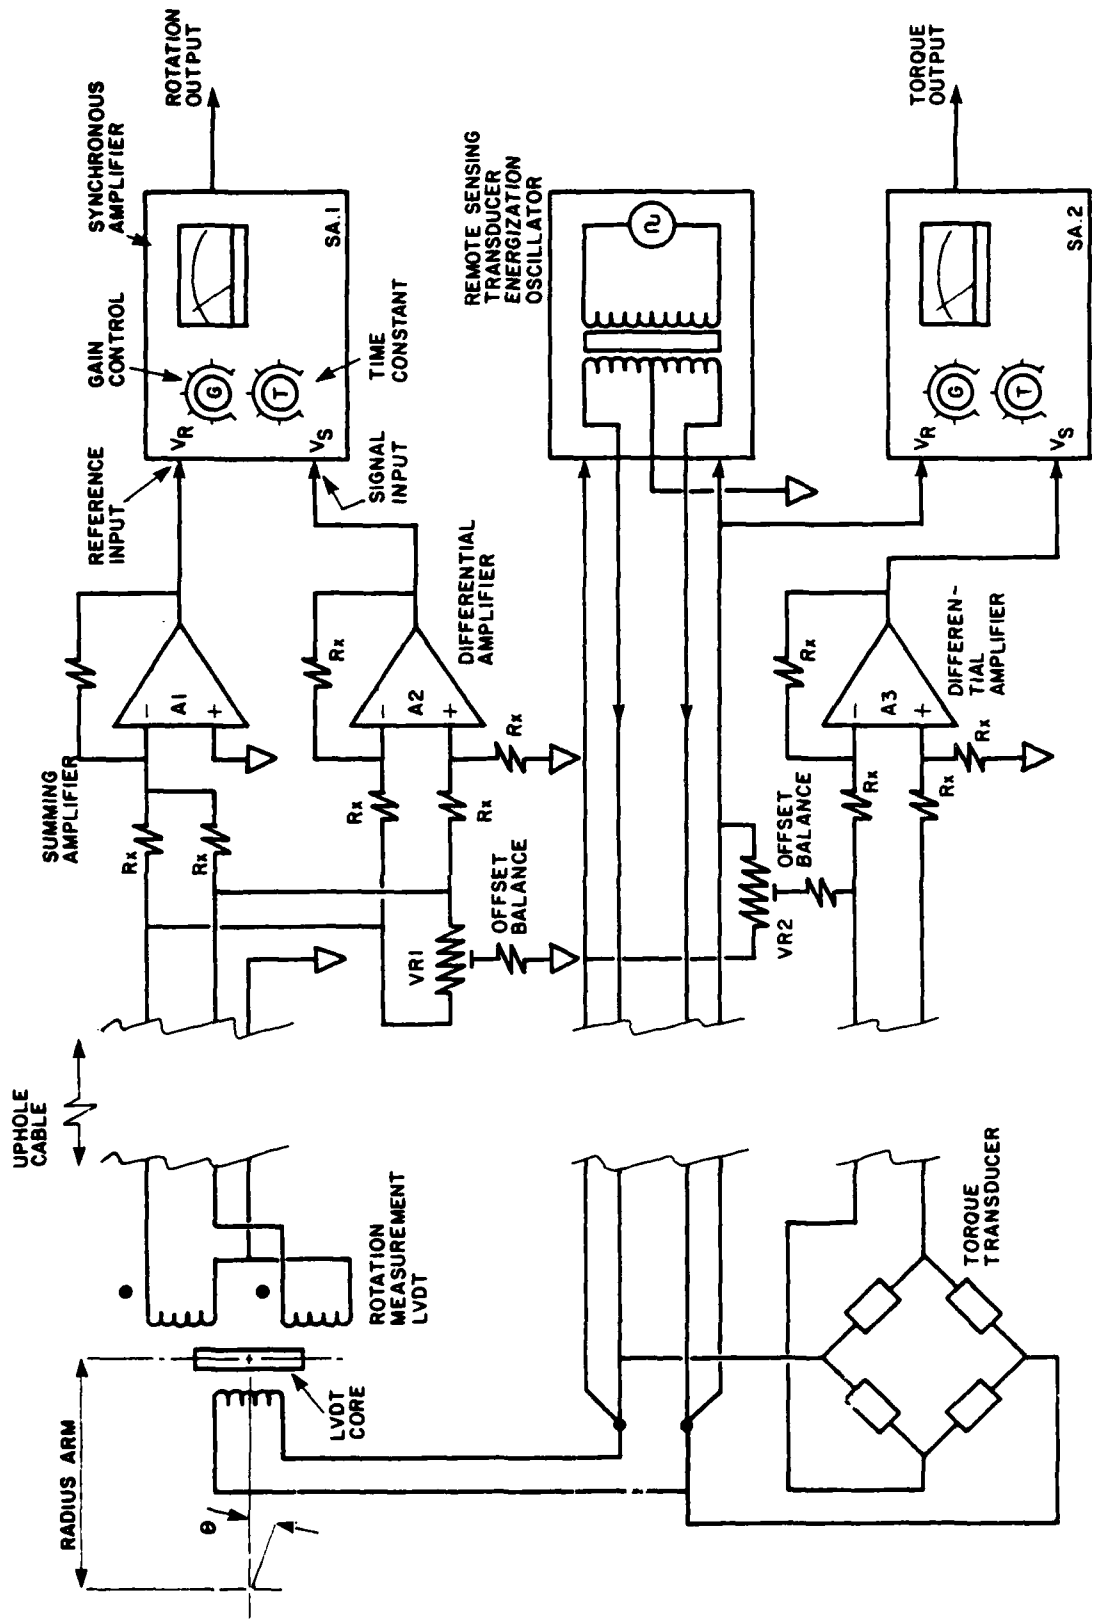 UPHOLE
CABLE
RADIUS ARM
θ
LVDT
CORE
ROTATION
MEASUREMENT
LVDT
SUMMING
AMPLIFIER
Rx
Rx
A1
-
+
REFERENCE
INPUT
GAIN
CONTROL
SYNCHRONOUS
AMPLIFIER
ROTATION
OUTPUT
VR
VS
G
T
SA.1
SIGNAL
INPUT
TIME
CONSTANT
VR1
OFFSET
BALANCE
Rx
Rx
Rx
Rx
A2
-
+
DIFFERENTIAL
AMPLIFIER
REMOTE SENSING
TRANSDUCER
ENERGIZATION
OSCILLATOR
VR2
OFFSET
BALANCE
TORQUE
TRANSDUCER
Rx
Rx
Rx
Rx
A3
-
+
DIFFEREN-
TIAL
AMPLIFIER
VR
VS
G
T
SA.2
TORQUE
OUTPUT